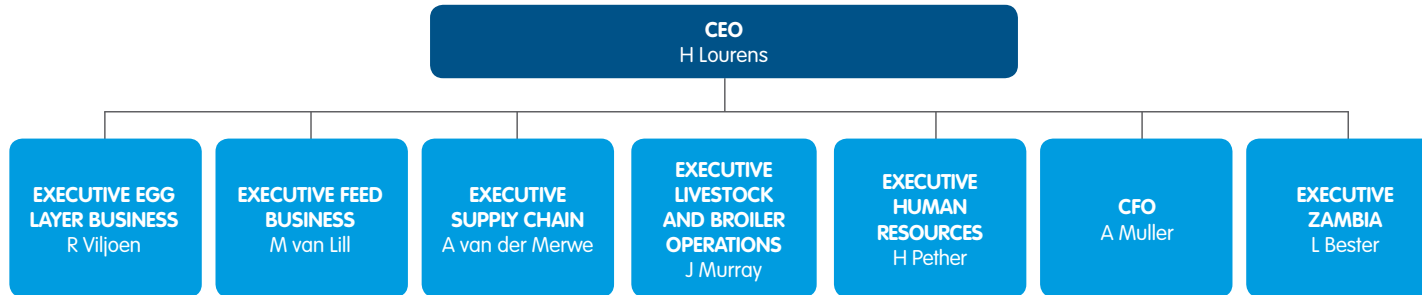 CEO
H Lourens
EXECUTIVE EGG
LAYER BUSINESS
R Viljoen
EXECUTIVE FEED
BUSINESS
M van Lill
EXECUTIVE
SUPPLY CHAIN
A van der Merwe
EXECUTIVE
LIVESTOCK
AND BROILER
OPERATIONS
J Murray
EXECUTIVE
HUMAN
RESOURCES
H Pether
CFO
A Muller
EXECUTIVE
ZAMBIA
L Bester